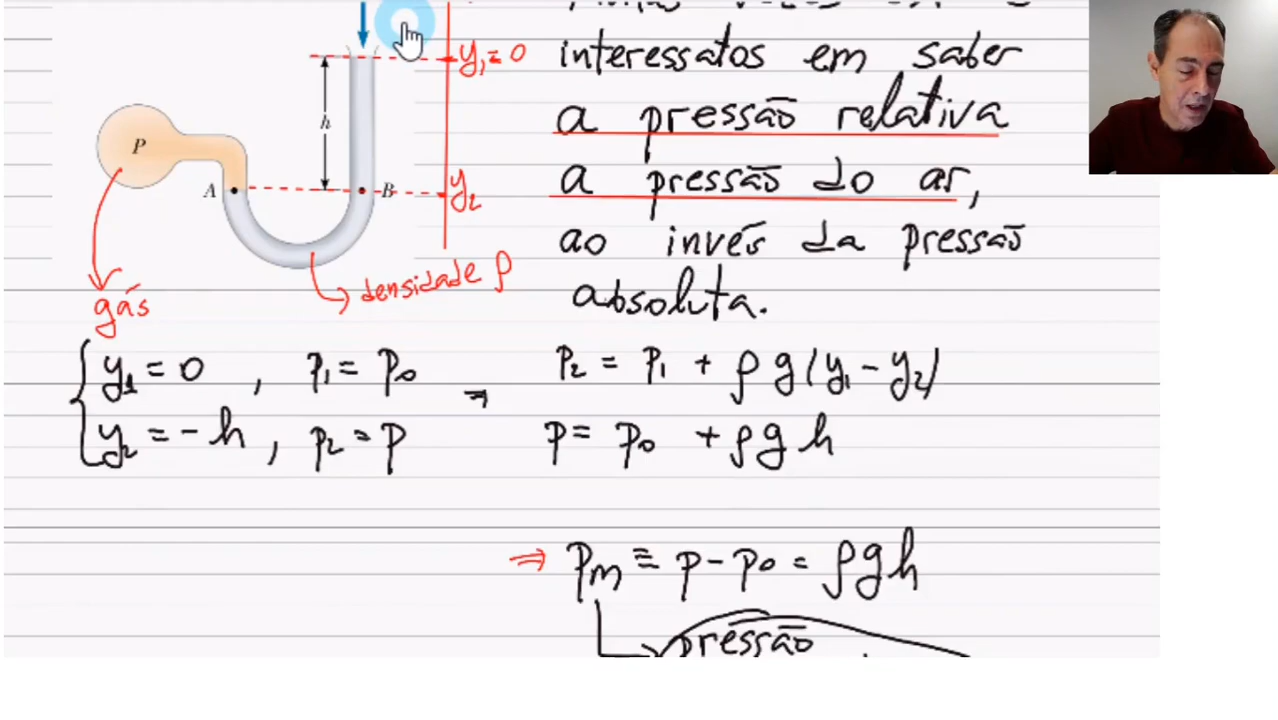 y₁ = 0
h
P
A
B
y₂
densidade ρ
gás
interessatos em saber
a pressão relativa
a pressão do ar,
ao invés da pressão
absoluta.
y₁ = 0 , p₁ = p₀ ⇒ p₂ = p₁ + ρ g (y₁ - y₂)
y₂ = - h , p₂ = p p = p₀ + ρ g h
⇒ pₘ ≡ p - p₀ = ρ g h
pressão